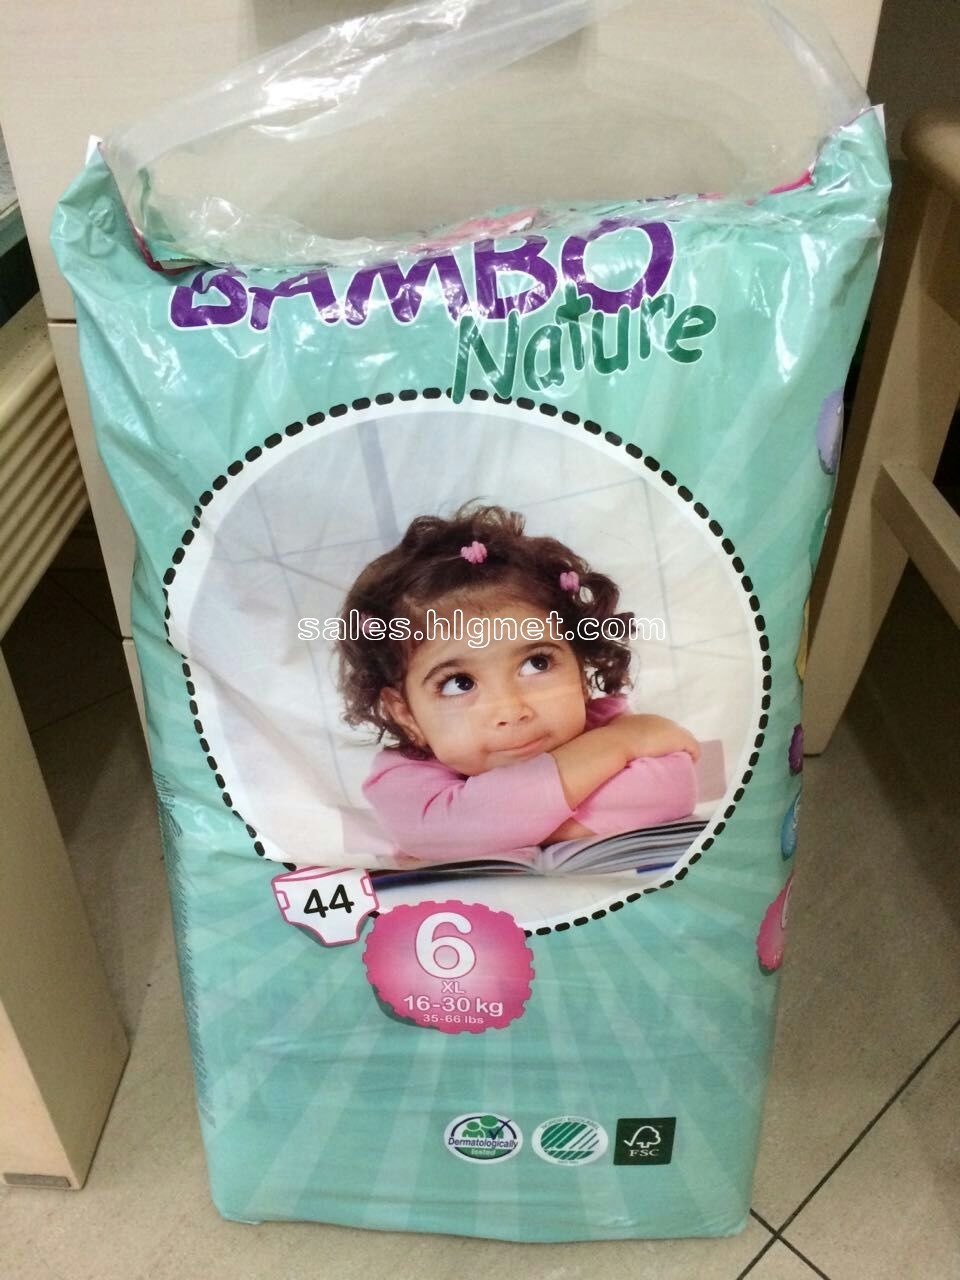 BAMBO
Nature
sales.hlgnet.com
44
6
XL
16-30 kg
35-66 lbs
Dermatologically
tested
FSC